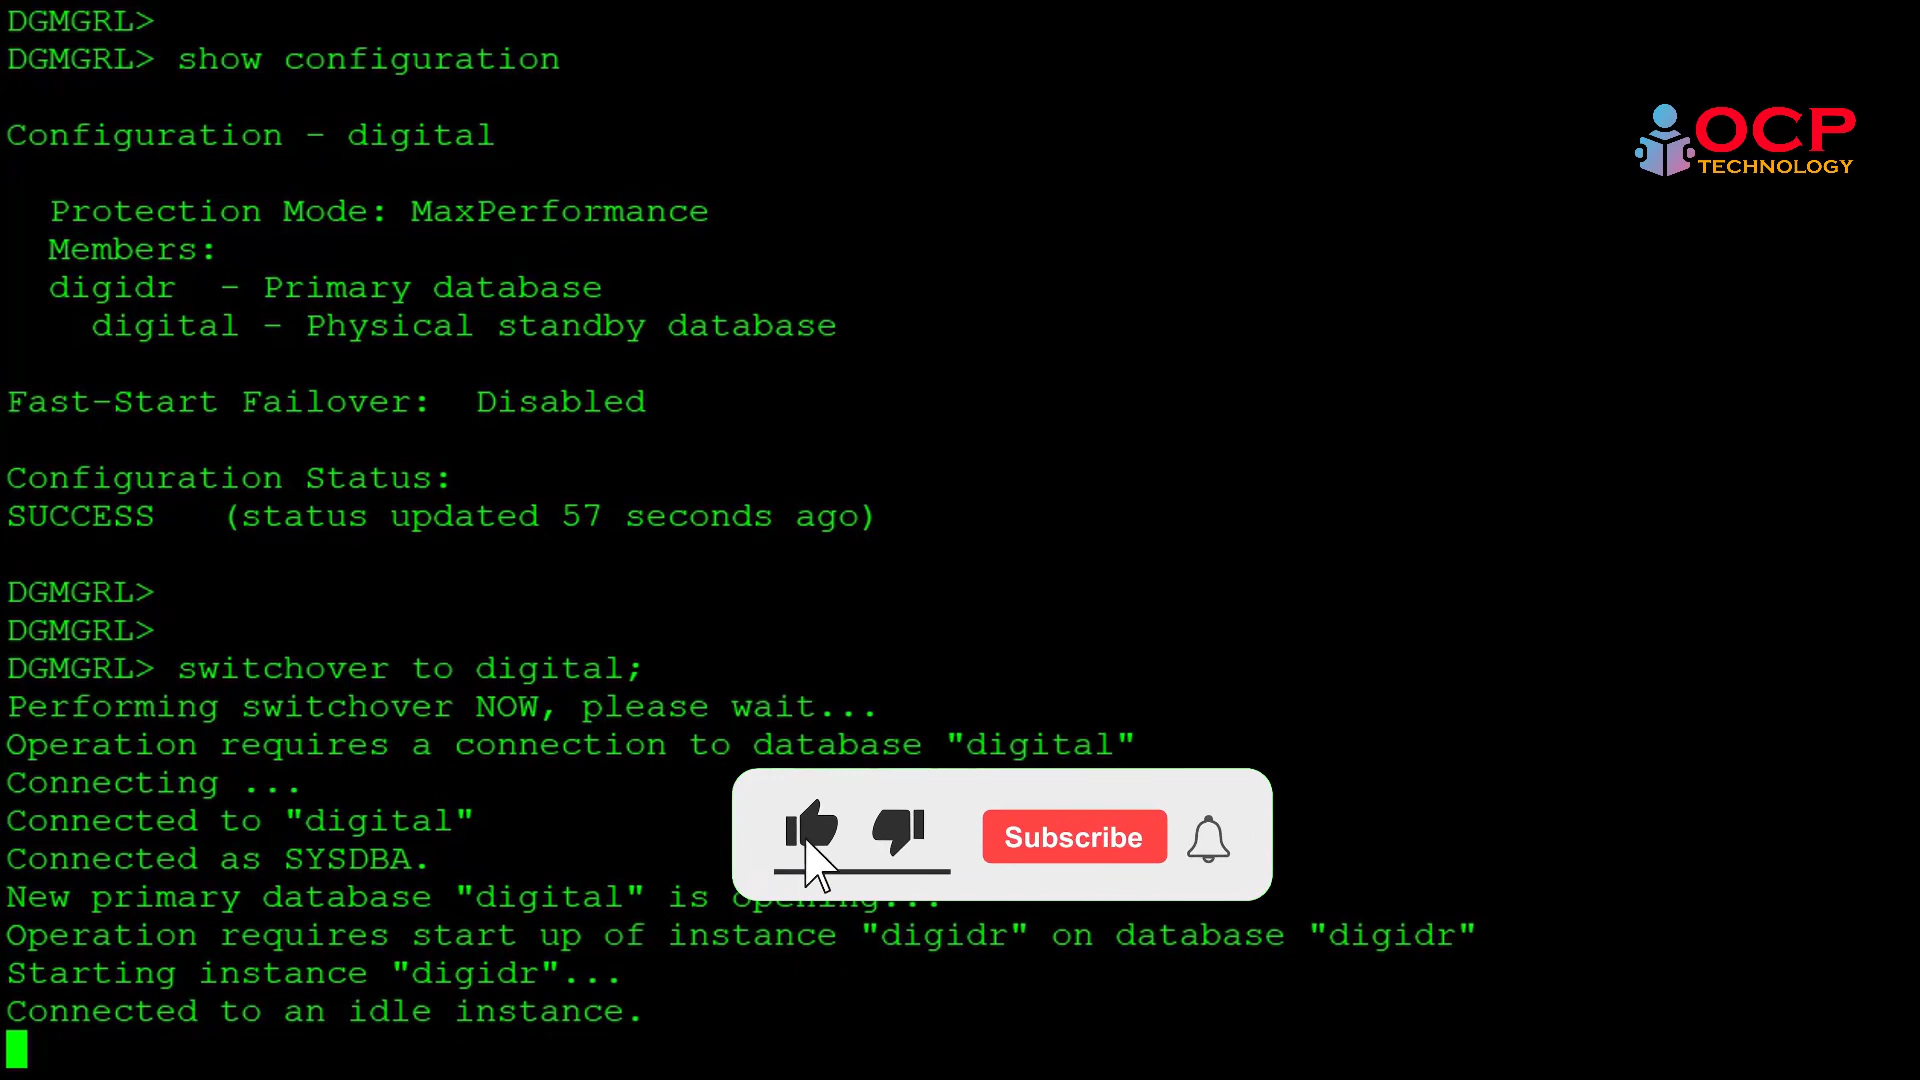 DGMGRL>
DGMGRL> show configuration
Configuration - digital
Protection Mode: MaxPerformance
Members:
digidr - Primary database
digital - Physical standby database
Fast-Start Failover: Disabled
Configuration Status:
SUCCESS (status updated 57 seconds ago)
DGMGRL>
DGMGRL>
DGMGRL> switchover to digital;
Performing switchover NOW, please wait...
Operation requires a connection to database "digital"
Connecting ...
Connected to "digital"
Connected as SYSDBA.
New primary database "digital" is opening...
Operation requires start up of instance "digidr" on database "digidr"
Starting instance "digidr"...
Connected to an idle instance.
OCP
TECHNOLOGY
Subscribe